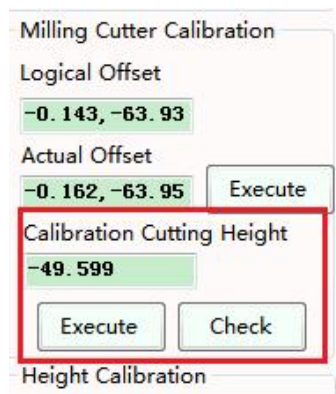 Milling Cutter Calibration
Logical Offset
-0.143,-63.93
Actual Offset
-0.162,-63.95 Execute
Calibration Cutting Height
-49.599
Execute Check
Height Calibration